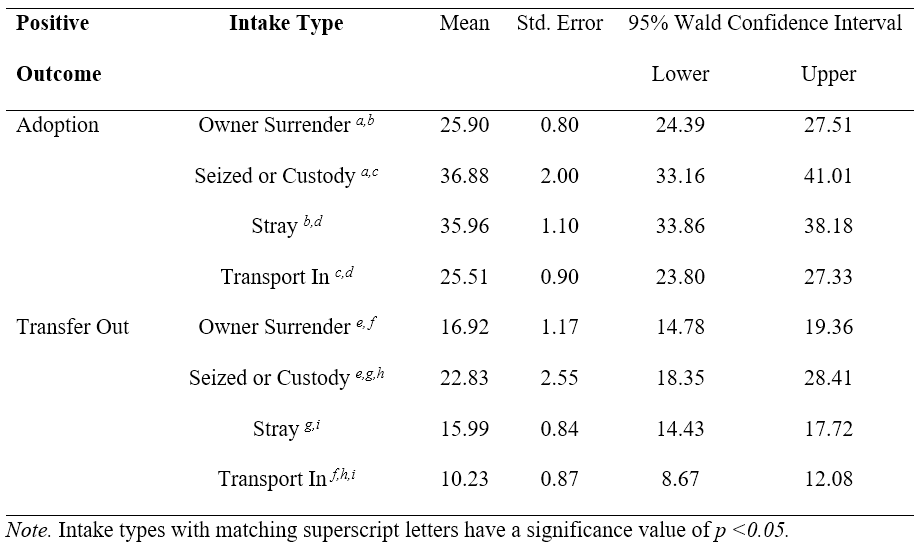 Positive Intake Type Mean Std. Error 95% Wald Confidence Interval
Outcome Lower Upper
Adoption Owner Surrender a,b 25.90 0.80 24.39 27.51
Seized or Custody a,c 36.88 2.00 33.16 41.01
Stray b,d 35.96 1.10 33.86 38.18
Transport In c,d 25.51 0.90 23.80 27.33
Transfer Out Owner Surrender e,f 16.92 1.17 14.78 19.36
Seized or Custody e,g,h 22.83 2.55 18.35 28.41
Stray g,i 15.99 0.84 14.43 17.72
Transport In f,h,i 10.23 0.87 8.67 12.08
Note. Intake types with matching superscript letters have a significance value of p <0.05.